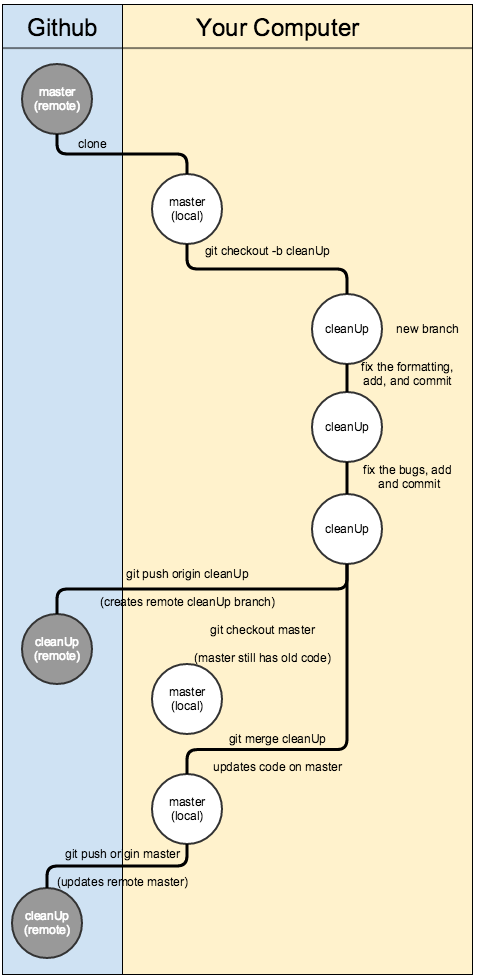 Github
Your Computer
master
(remote)
clone
master
(local)
git checkout -b cleanUp
cleanUp
new branch
fix the formatting,
add, and commit
cleanUp
fix the bugs, add
and commit
cleanUp
git push origin cleanUp
(creates remote cleanUp branch)
git checkout master
cleanUp
(remote)
(master still has old code)
master
(local)
git merge cleanUp
updates code on master
master
(local)
git push origin master
(updates remote master)
cleanUp
(remote)